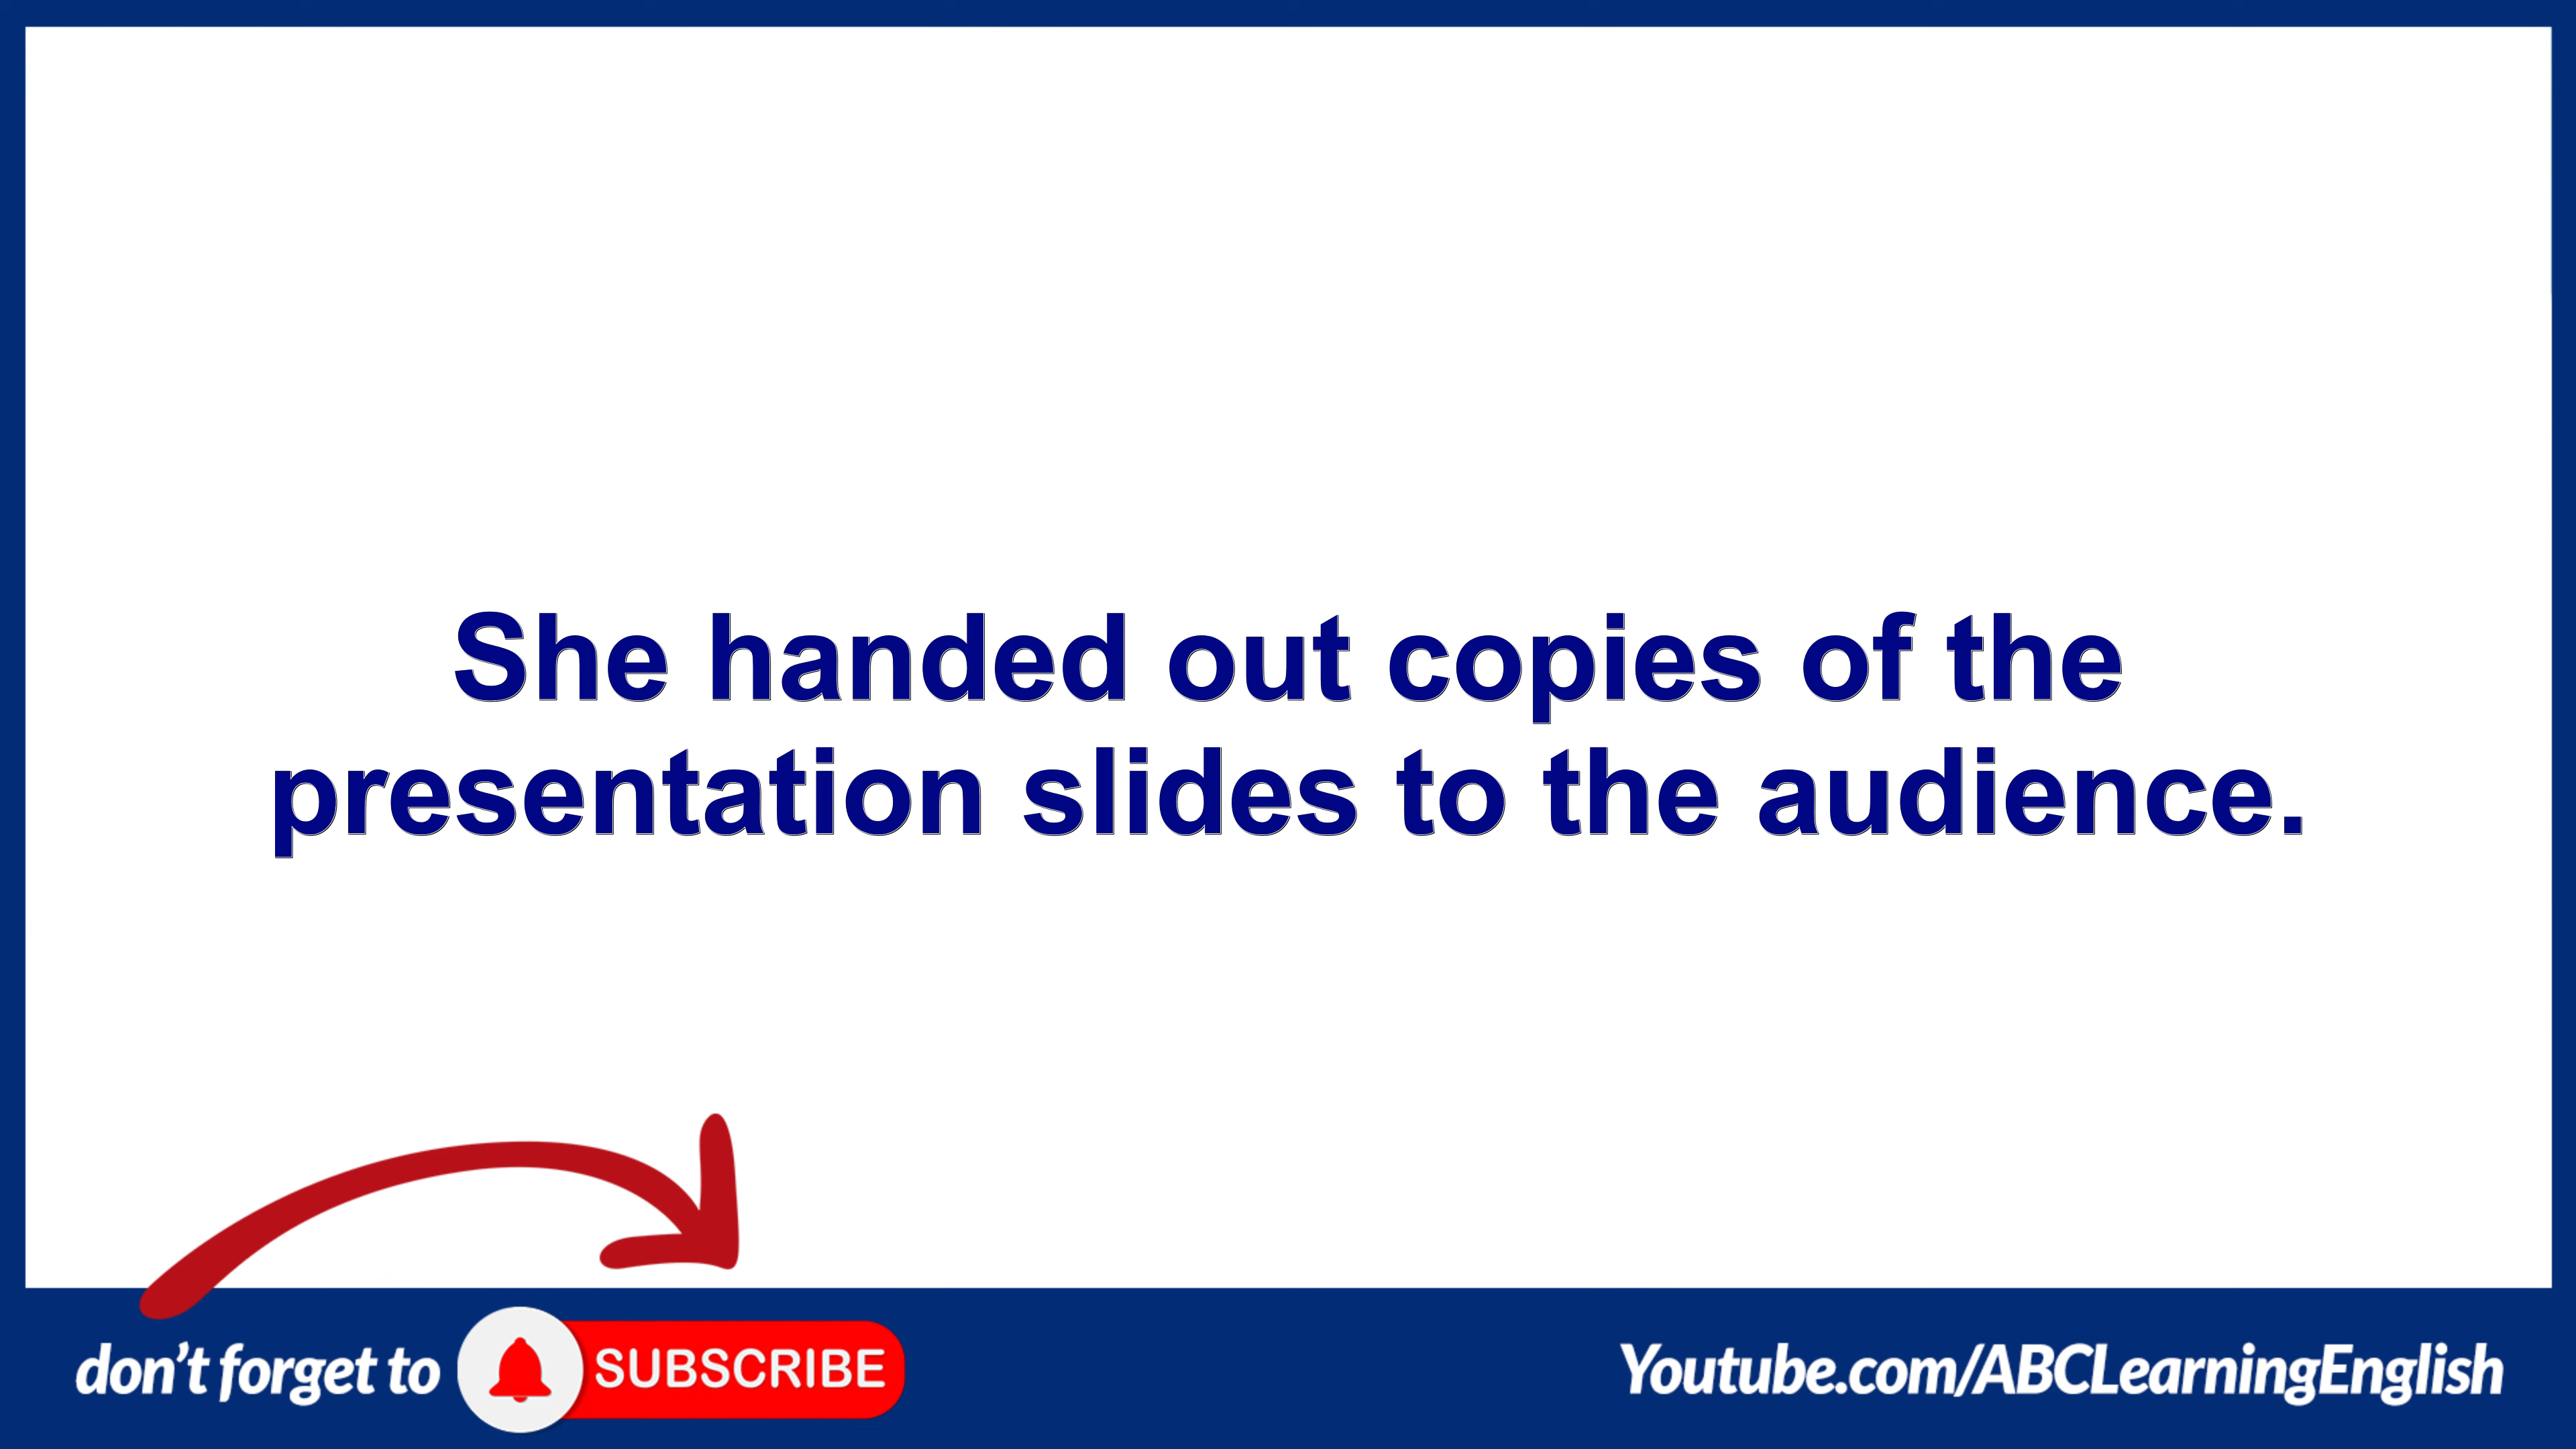 She handed out copies of the
presentation slides to the audience.
don't forget to SUBSCRIBE
Youtube.com/ABCLearningEnglish